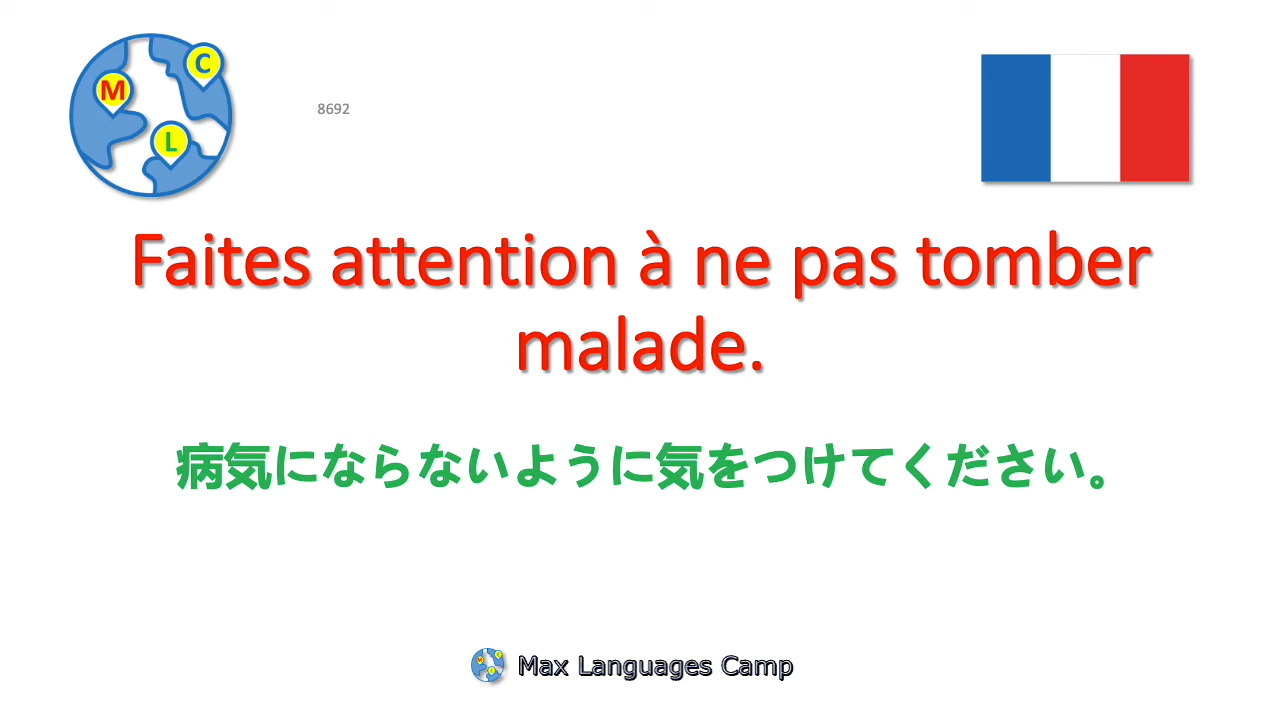 M
C
L
8692
Faites attention à ne pas tomber
malade.
病気にならないように気をつけてください。
Max Languages Camp